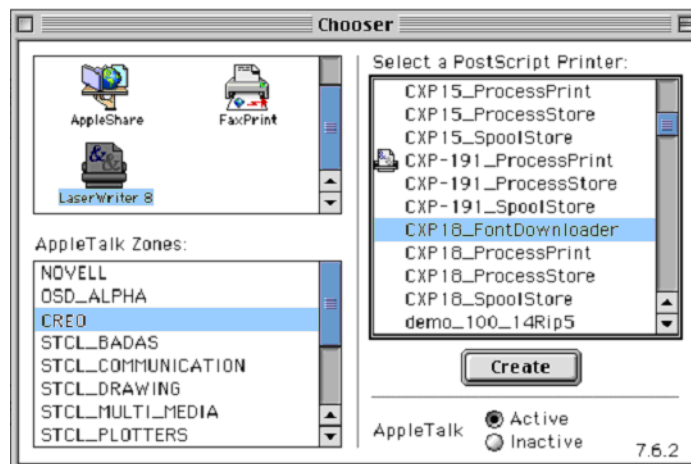 Chooser
AppleShare
FaxPrint
LaserWriter 8
AppleTalk Zones:
NOVELL
OSD_ALPHA
CREO
STCL_BADAS
STCL_COMMUNICATION
STCL_DRAWING
STCL_MULTI_MEDIA
STCL_PLOTTERS
Select a PostScript Printer:
CXP15_ProcessPrint
CXP15_ProcessStore
CXP15_SpoolStore
CXP-191_ProcessPrint
CXP-191_ProcessStore
CXP-191_SpoolStore
CXP18_FontDownloader
CXP18_ProcessPrint
CXP18_ProcessStore
CXP18_SpoolStore
demo_100_14Rip5
Create
AppleTalk
Active
Inactive
7.6.2